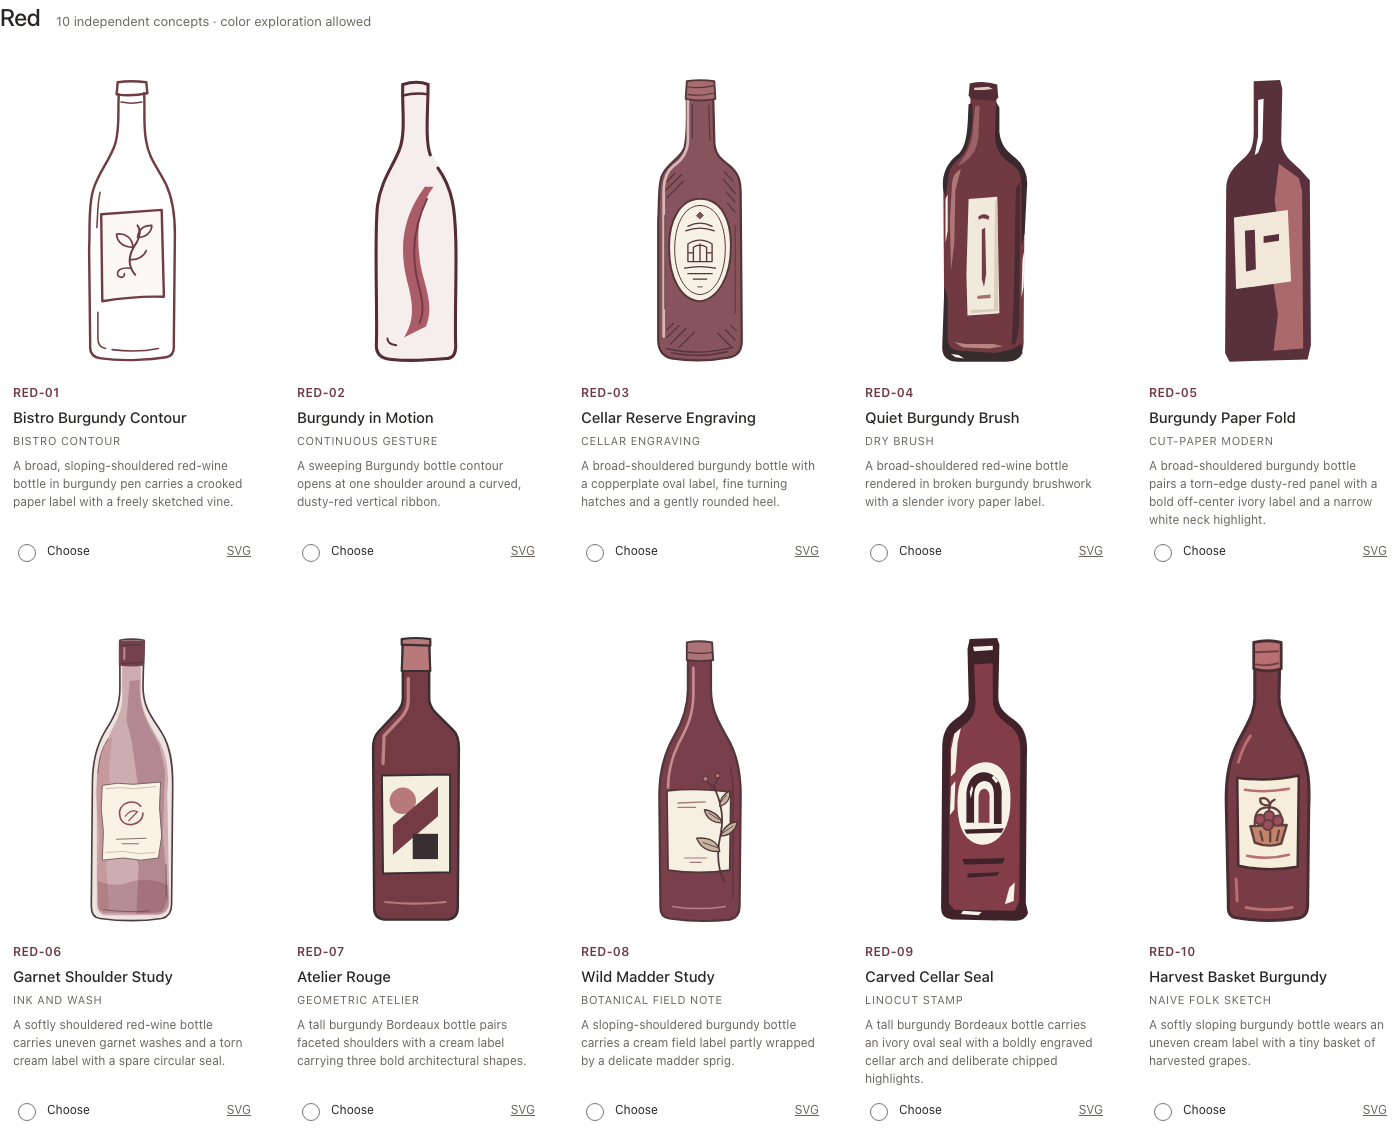 Red 10 independent concepts · color exploration allowed
RED-01
Bistro Burgundy Contour
BISTRO CONTOUR
A broad, sloping-shouldered red-wine
bottle in burgundy pen carries a crooked
paper label with a freely sketched vine.
Choose SVG
RED-02
Burgundy in Motion
CONTINUOUS GESTURE
A sweeping Burgundy bottle contour
opens at one shoulder around a curved,
dusty-red vertical ribbon.
Choose SVG
RED-03
Cellar Reserve Engraving
CELLAR ENGRAVING
A broad-shouldered burgundy bottle with
a copperplate oval label, fine turning
hatches and a gently rounded heel.
Choose SVG
RED-04
Quiet Burgundy Brush
DRY BRUSH
A broad-shouldered red-wine bottle
rendered in broken burgundy brushwork
with a slender ivory paper label.
Choose SVG
RED-05
Burgundy Paper Fold
CUT-PAPER MODERN
A broad-shouldered burgundy bottle
pairs a torn-edge dusty-red panel with a
bold off-center ivory label and a narrow
white neck highlight.
Choose SVG
RED-06
Garnet Shoulder Study
INK AND WASH
A softly shouldered red-wine bottle
carries uneven garnet washes and a torn
cream label with a spare circular seal.
Choose SVG
RED-07
Atelier Rouge
GEOMETRIC ATELIER
A tall burgundy Bordeaux bottle pairs
faceted shoulders with a cream label
carrying three bold architectural shapes.
Choose SVG
RED-08
Wild Madder Study
BOTANICAL FIELD NOTE
A sloping-shouldered burgundy bottle
carries a cream field label partly wrapped
by a delicate madder sprig.
Choose SVG
RED-09
Carved Cellar Seal
LINOCUT STAMP
A tall burgundy Bordeaux bottle carries
an ivory oval seal with a boldly engraved
cellar arch and deliberate chipped
highlights.
Choose SVG
RED-10
Harvest Basket Burgundy
NAIVE FOLK SKETCH
A softly sloping burgundy bottle wears an
uneven cream label with a tiny basket of
harvested grapes.
Choose SVG